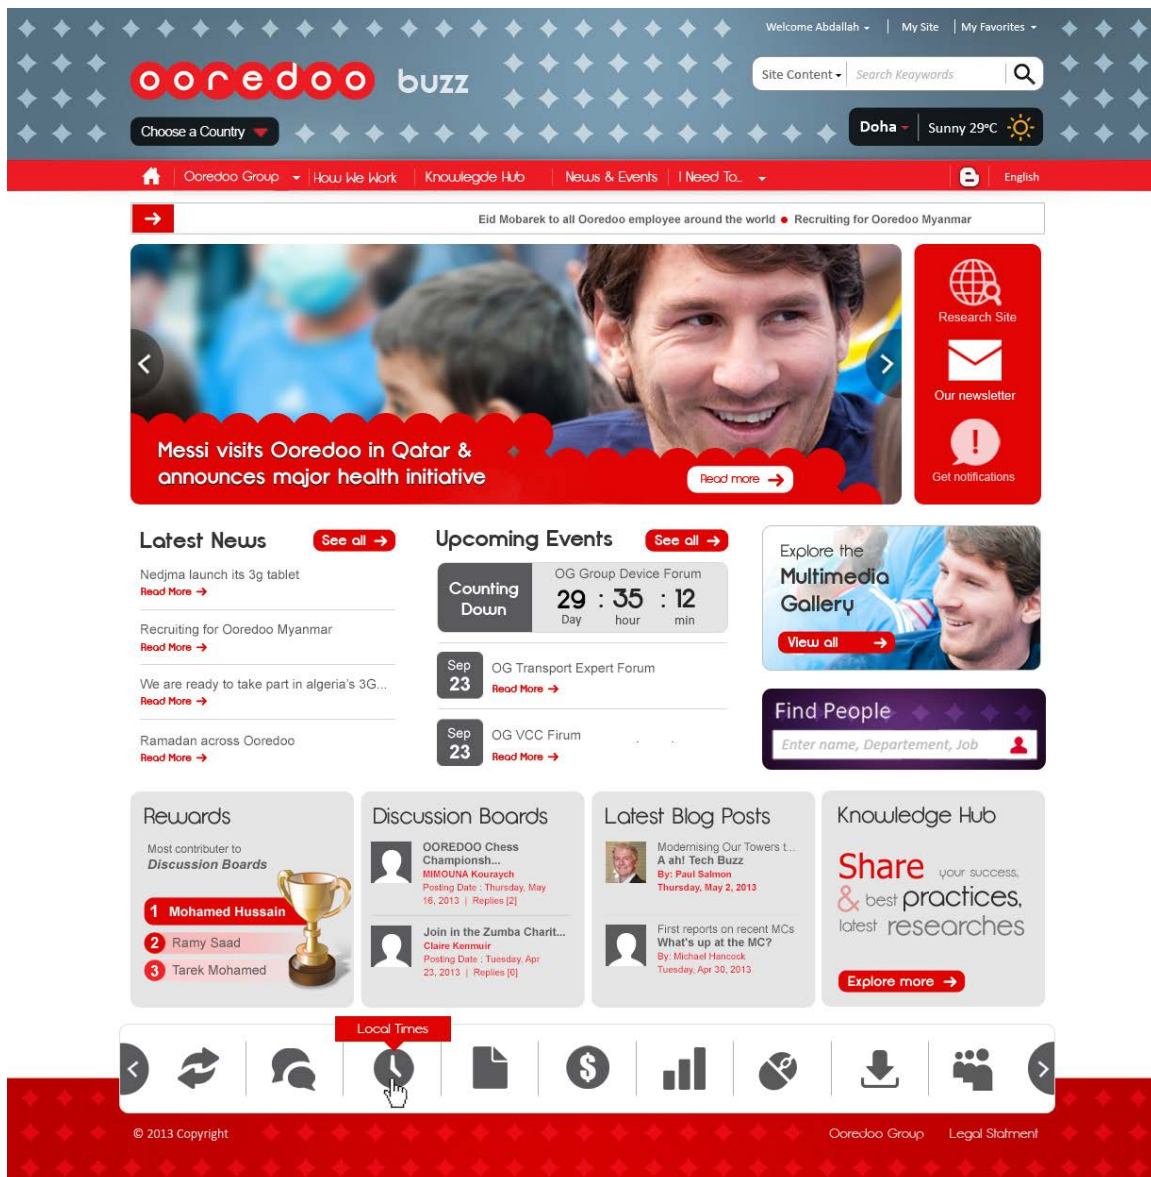 Welcome Abdallah
My Site
My Favorites
ooredoo buzz
Site Content
Search Keaywords
Choose a Country
Doha
Sunny 29ºC
Ooredoo Group
How We Work
Knowlegde Hub
News & Events
I Need To...
English
Eid Mobarek to all Ooredoo employee around the world ● Recruiting for Ooredoo Myanmar
Messi visits Ooredoo in Qatar &
announces major health initiative
Read more
Research Site
Our newsletter
Get notifications
Latest News
See all
Nedjma launch its 3g tablet
Read More
Recruiting for Ooredoo Myanmar
Read More
We are ready to take part in algeria's 3G...
Read More
Ramadan across Ooredoo
Read More
Upcoming Events
See all
Counting
Down
OG Group Device Forum
29 : 35 : 12
Day hour min
Sep
23
OG Transport Expert Forum
Read More
Sep
23
OG VCC Firum
Read More
Explore the
Multimedia
Gallery
View all
Find People
Enter name, Departement, Job
Rewards
Most contributer to
Discussion Boards
1 Mohamed Hussain
2 Ramy Saad
3 Tarek Mohamed
Discussion Boards
OOREDOO Chess
Championsh...
MIMOUNA Kouraych
Posting Date : Thursday, May
16, 2013 | Replies [2]
Join in the Zumba Charit...
Claire Kenmuir
Posting Date : Tuesday, Apr
23, 2013 | Replies [0]
Latest Blog Posts
Modernising Our Towers t...
A ah! Tech Buzz
By: Paul Salmon
Thursday, May 2, 2013
First reports on recent MCs
What's up at the MC?
By: Michael Hancock
Tuesday, Apr 30, 2013
Knowledge Hub
Share your success,
& best practices,
latest researches
Explore more
Local Times
© 2013 Copyright
Ooredoo Group
Legal Statment